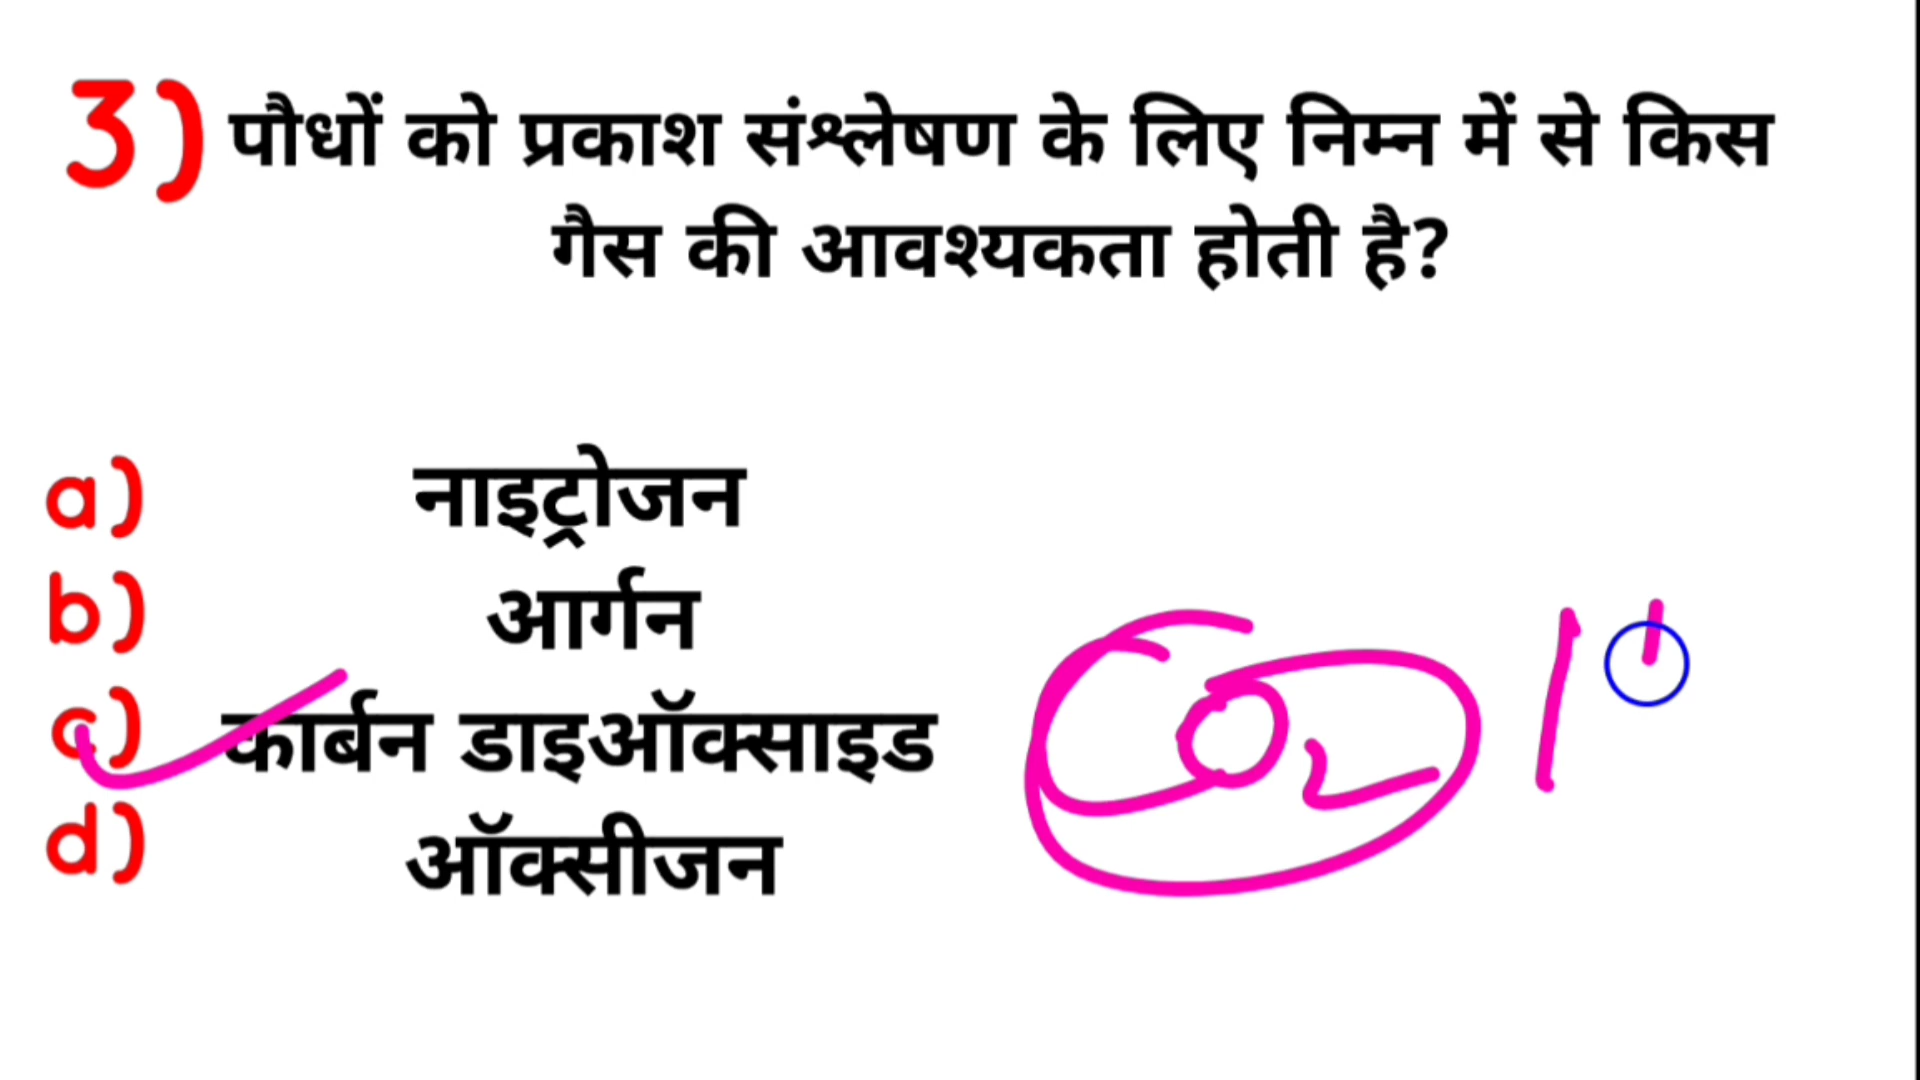 3) पौधों को प्रकाश संश्लेषण के लिए निम्न में से किस
गैस की आवश्यकता होती है?
a) नाइट्रोजन
b) आर्गन
c) कार्बन डाइऑक्साइड
CO2
d) ऑक्सीजन